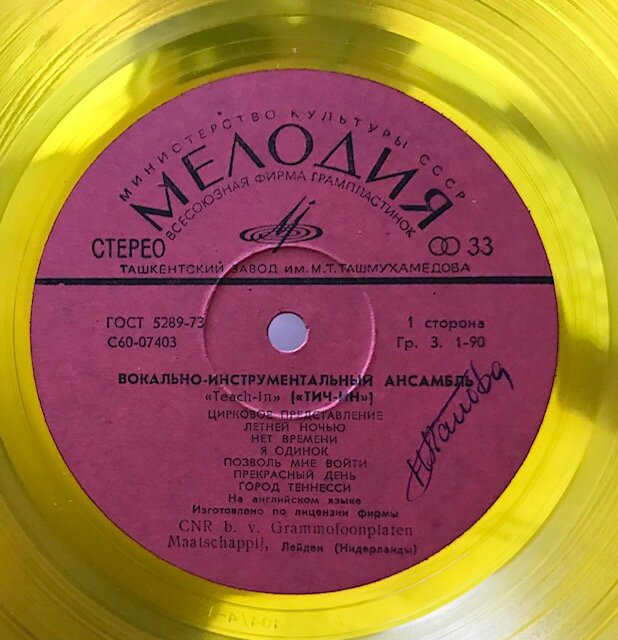 МИНИСТЕРСТВО КУЛЬТУРЫ СССР
МЕЛОДИЯ
ВСЕСОЮЗНАЯ ФИРМА ГРАМПЛАСТИНОК
СТЕРЕО 33
ТАШКЕНТСКИЙ ЗАВОД ИМ. М.Т. ТАШМУХАМЕДОВА
ГОСТ 5289-73 1 сторона
С60-07403 Гр. 3. 1-90
ВОКАЛЬНО-ИНСТРУМЕНТАЛЬНЫЙ АНСАМБЛЬ
«Teach-In» [«ТИЧ-ИН»]
ЦИРКОВОЕ ПРЕДСТАВЛЕНИЕ
ЛЕТНЕЙ НОЧЬЮ
НЕТ ВРЕМЕНИ
Я ОДИНОК
ПОЗВОЛЬ МНЕ ВОЙТИ
ПРЕКРАСНЫЙ ДЕНЬ
ГОРОД ТЕННЕССИ
На английском языке
Изготовлено по лицензии фирмы
CNR b. v. Grammofoonplaten
Maatschappij, Лейден (Нидерланды)